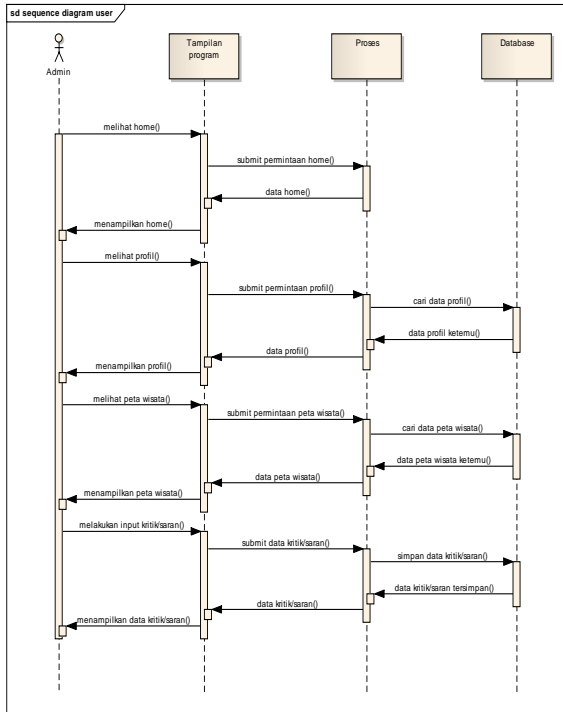 sd sequence diagram user
Admin
Tampilan
program
Proses
Database
melihat home()
submit permintaan home()
data home()
menampilkan home()
melihat profil()
submit permintaan profil()
cari data profil()
data profil ketemu()
data profil()
menampilkan profil()
melihat peta wisata()
submit permintaan peta wisata()
cari data peta wisata()
data peta wisata ketemu()
data peta wisata()
menampilkan peta wisata()
melakukan input kritik/saran()
submit data kritik/saran()
simpan data kritik/saran()
data kritik/saran tersimpan()
data kritik/saran()
menampilkan data kritik/saran()